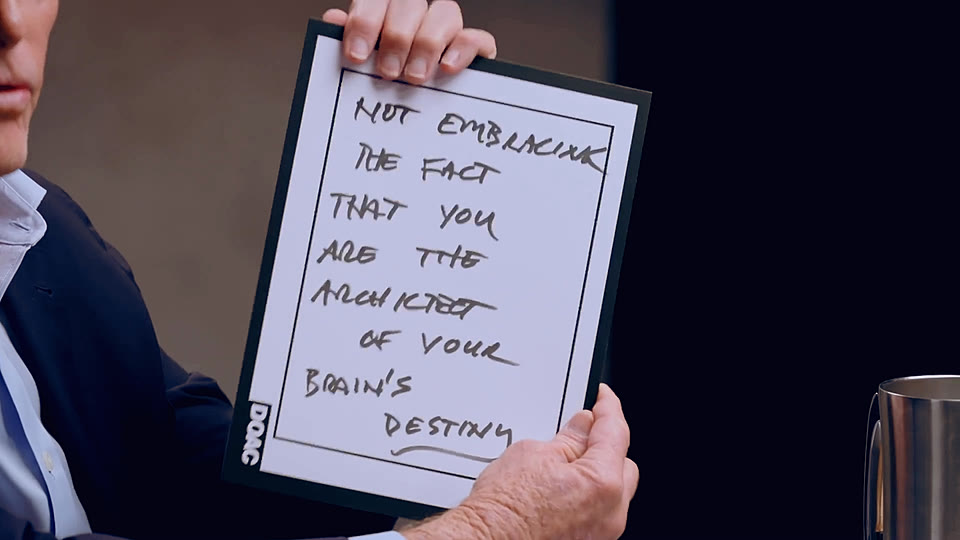 NOT EMBRACING
THE FACT
THAT YOU
ARE THE
ARCHITECT
OF YOUR
BRAIN'S
DESTINY
DOAC